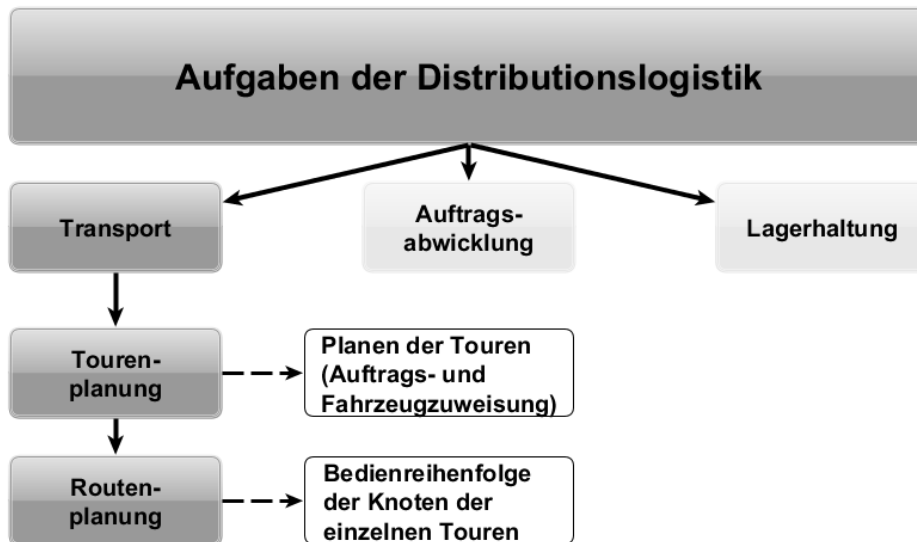 Aufgaben der Distributionslogistik
Transport
Auftrags-
abwicklung
Lagerhaltung
Touren-
planung
Planen der Touren
(Auftrags- und
Fahrzeugzuweisung)
Routen-
planung
Bedienreihenfolge
der Knoten der
einzelnen Touren